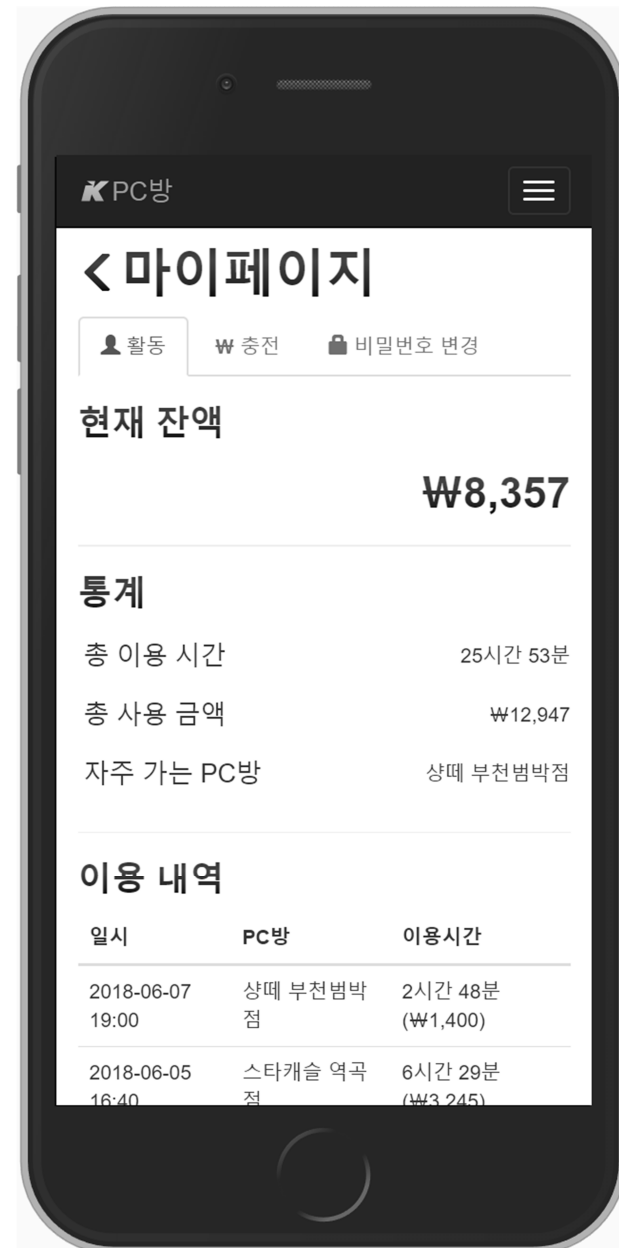 K PC방
마이페이지
활동 ₩ 충전 비밀번호 변경
현재 잔액
₩8,357
통계
총 이용 시간 25시간 53분
총 사용 금액 ₩12,947
자주 가는 PC방 샹떼 부천범박점
이용 내역
일시 PC방 이용시간
2018-06-07 샹떼 부천범박 2시간 48분
19:00 점 (₩1,400)
2018-06-05 스타캐슬 역곡 6시간 29분
16:40 점 (₩3,245)